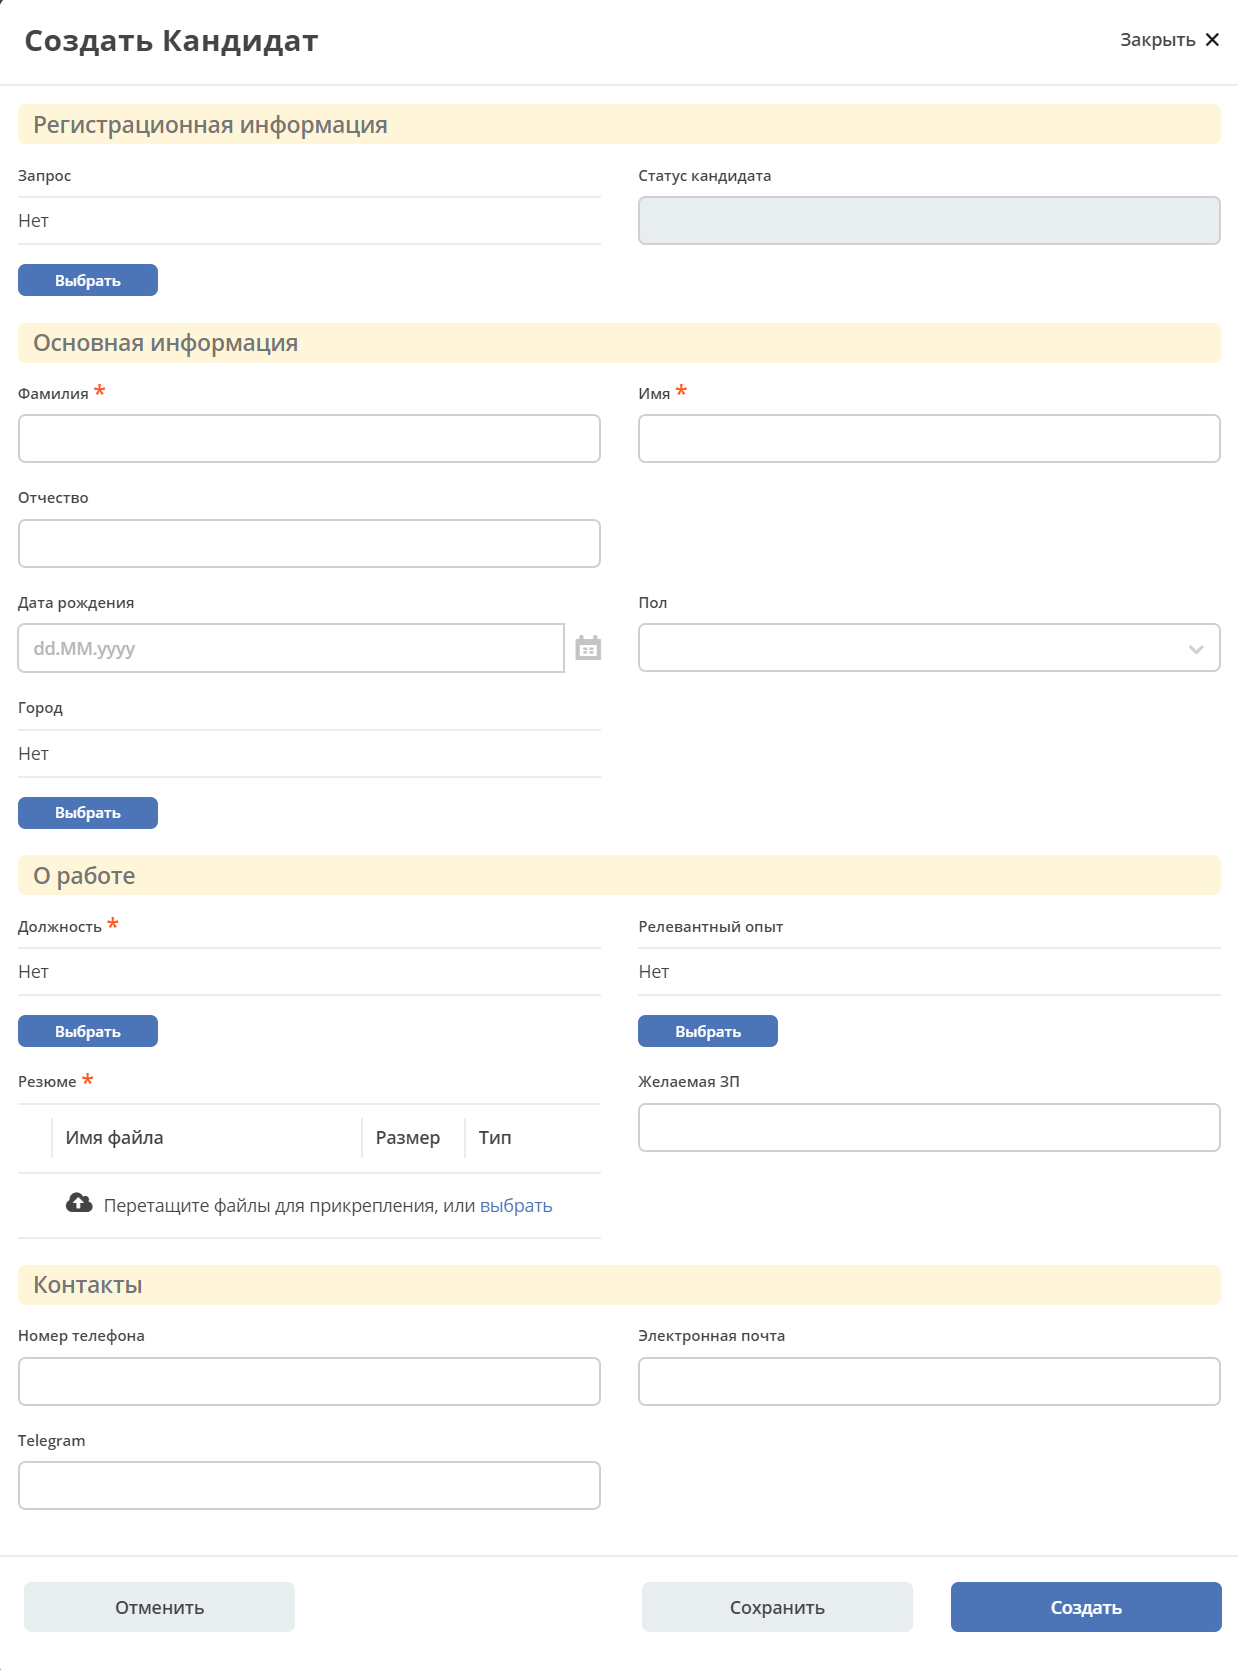 Создать Кандидат
Закрыть
Регистрационная информация
Запрос
Статус кандидата
Нет
Выбрать
Основная информация
Фамилия *
Имя *
Отчество
Дата рождения
Пол
dd.MM.yyyy
Город
Нет
Выбрать
О работе
Должность *
Релевантный опыт
Нет
Нет
Выбрать
Выбрать
Резюме *
Желаемая ЗП
Имя файла
Размер
Тип
Перетащите файлы для прикрепления, или выбрать
Контакты
Номер телефона
Электронная почта
Telegram
Отменить
Сохранить
Создать